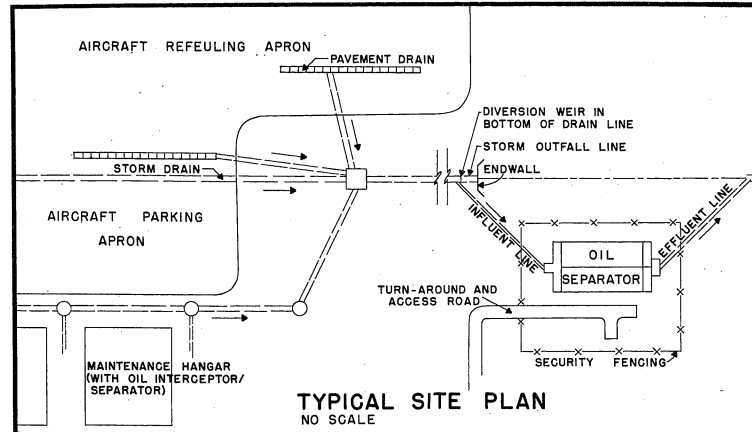 AIRCRAFT REFEULING APRON
PAVEMENT DRAIN
DIVERSION WEIR IN
BOTTOM OF DRAIN LINE
STORM OUTFALL LINE
ENDWALL
STORM DRAIN
AIRCRAFT PARKING
APRON
INFLUENT LINE
EFFLUENT LINE
OIL
SEPARATOR
TURN-AROUND AND
ACCESS ROAD
SECURITY FENCING
MAINTENANCE HANGAR
(WITH OIL INTERCEPTOR/
SEPARATOR)
TYPICAL SITE PLAN
NO SCALE